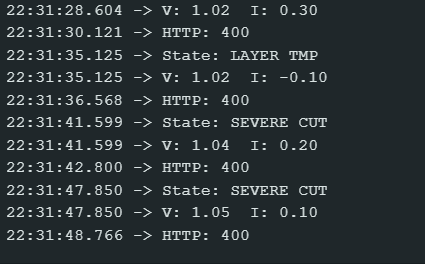 22:31:28.604 -> V: 1.02  I: 0.30
22:31:30.121 -> HTTP: 400
22:31:35.125 -> State: LAYER TMP
22:31:35.125 -> V: 1.02  I: -0.10
22:31:36.568 -> HTTP: 400
22:31:41.599 -> State: SEVERE CUT
22:31:41.599 -> V: 1.04  I: 0.20
22:31:42.800 -> HTTP: 400
22:31:47.850 -> State: SEVERE CUT
22:31:47.850 -> V: 1.05  I: 0.10
22:31:48.766 -> HTTP: 400